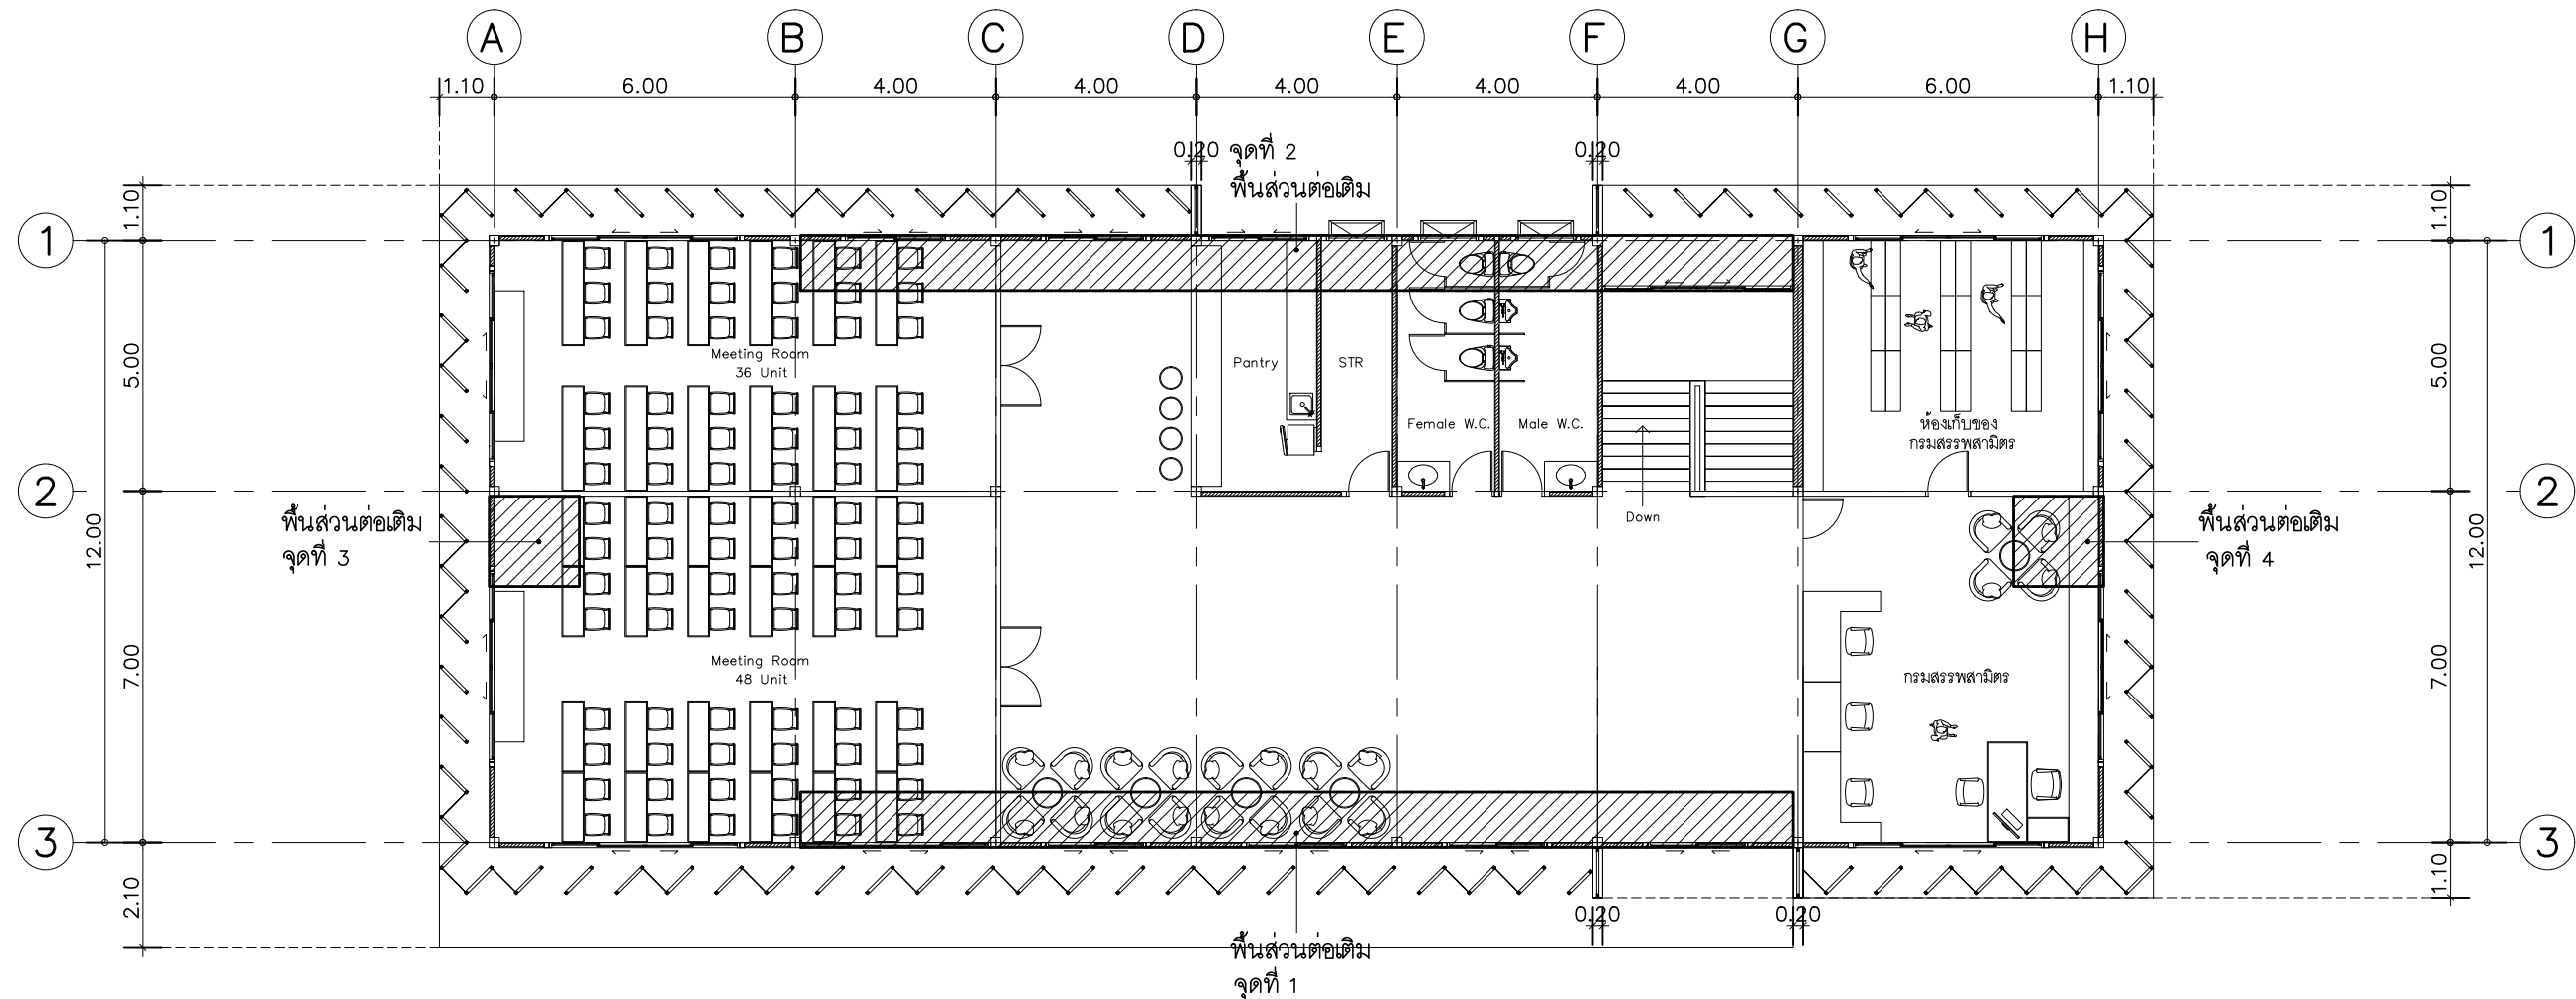 A B C D E F G H
1.10 6.00 4.00 4.00 4.00 4.00 4.00 6.00 1.10
0.20 จุดที่ 2 0.20
พื้นส่วนต่อเติม
1.10 1.10
1 1
Meeting Room
36 Unit
Pantry STR
5.00 5.00
Female W.C. Male W.C.
ห้องเก็บของ
กรมสรรพสามิตร
2 2
Down
พื้นส่วนต่อเติม
จุดที่ 3
พื้นส่วนต่อเติม
จุดที่ 4
12.00 12.00
7.00 7.00
Meeting Room
48 Unit
กรมสรรพสามิตร
3 3
2.10 1.10
0.20 0.20
พื้นส่วนต่อเติม
จุดที่ 1